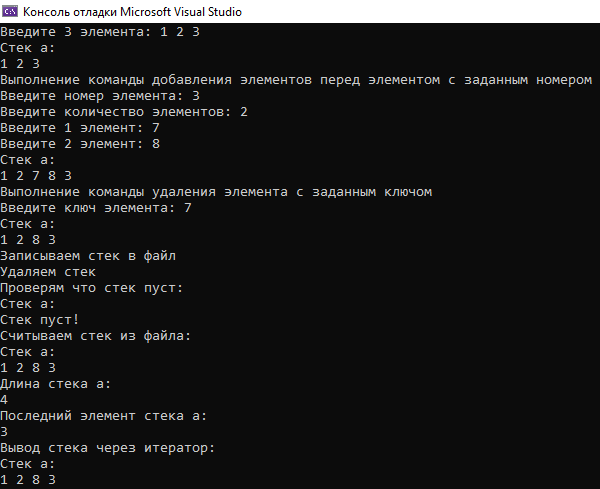 Консоль отладки Microsoft Visual Studio
Введите 3 элемента: 1 2 3
Стек a:
1 2 3
Выполнение команды добавления элементов перед элементом с заданным номером
Введите номер элемента: 3
Введите количество элементов: 2
Введите 1 элемент: 7
Введите 2 элемент: 8
Стек a:
1 2 7 8 3
Выполнение команды удаления элемента с заданным ключом
Введите ключ элемента: 7
Стек a:
1 2 8 3
Записываем стек в файл
Удаляем стек
Проверям что стек пуст:
Стек a:
Стек пуст!
Считываем стек из файла:
Стек a:
1 2 8 3
Длина стека a:
4
Последний элемент стека a:
3
Вывод стека через итератор:
Стек a:
1 2 8 3